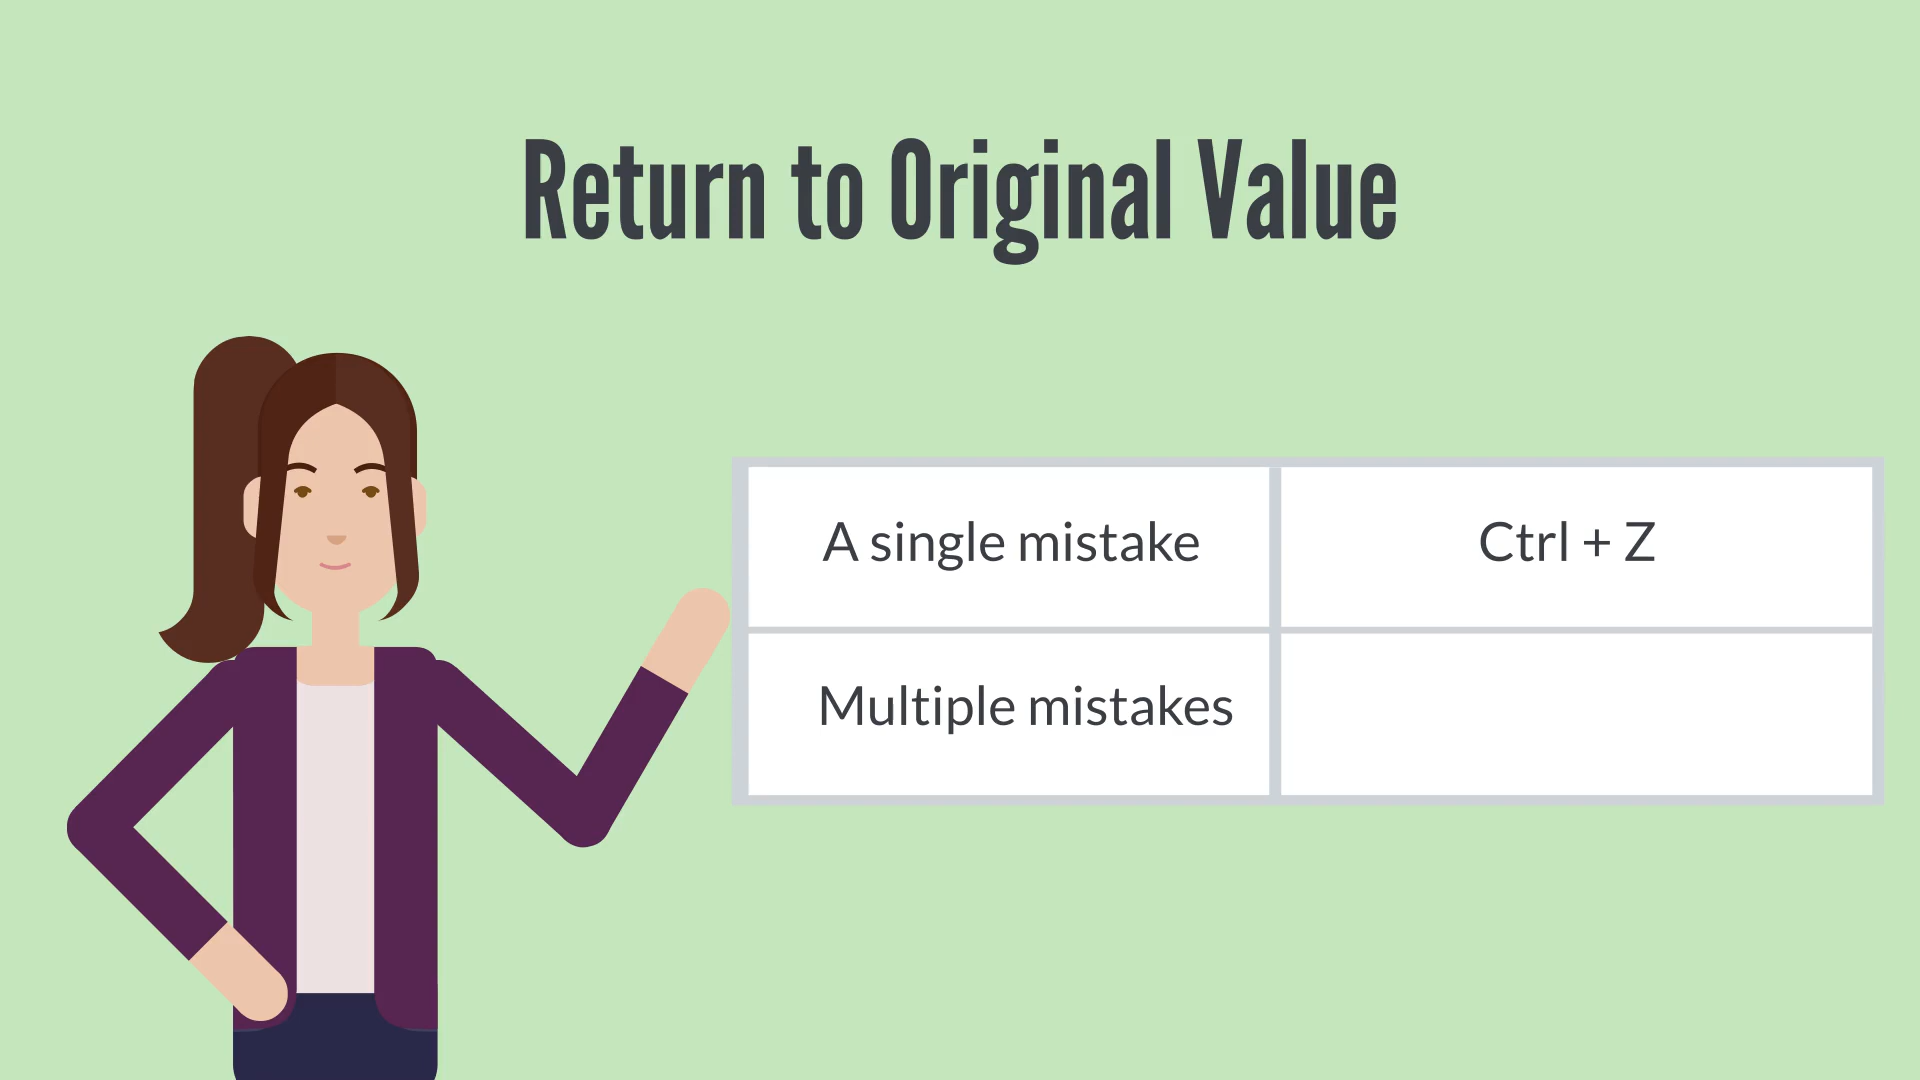 Return to Original Value
A single mistake
Ctrl + Z
Multiple mistakes